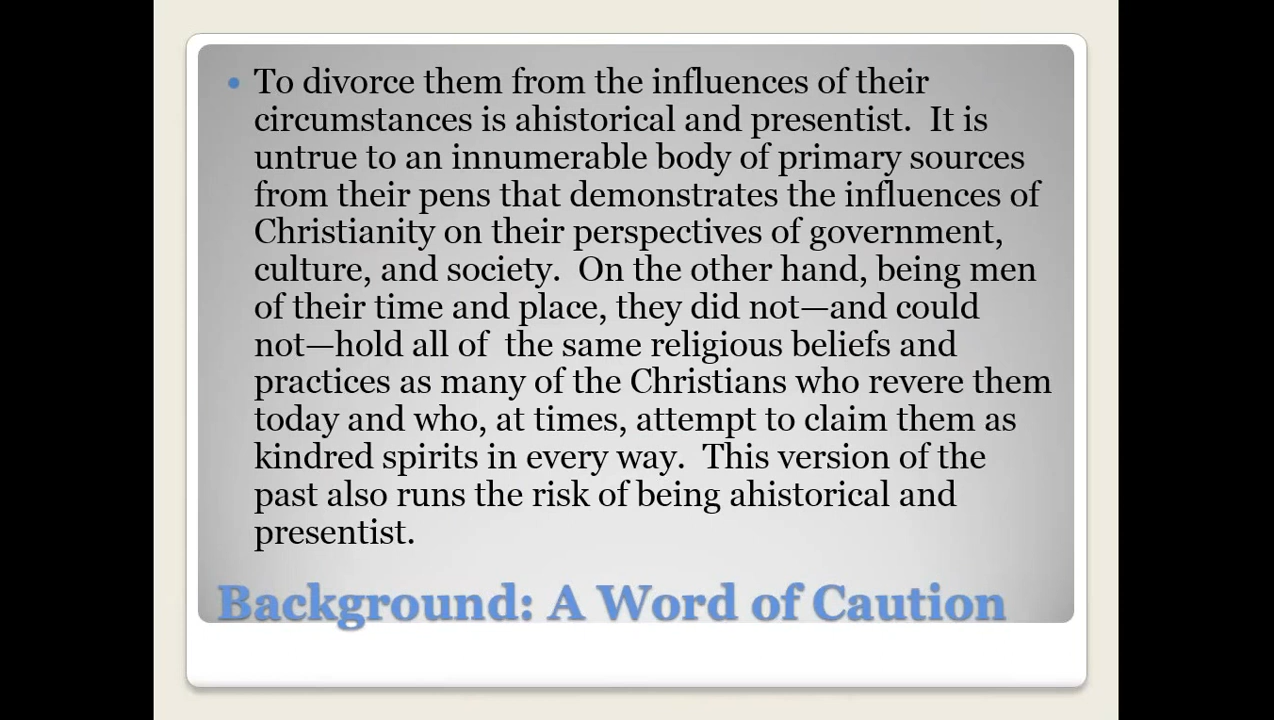 • To divorce them from the influences of their
circumstances is ahistorical and presentist.  It is
untrue to an innumerable body of primary sources
from their pens that demonstrates the influences of
Christianity on their perspectives of government,
culture, and society.  On the other hand, being men
of their time and place, they did not—and could
not—hold all of  the same religious beliefs and
practices as many of the Christians who revere them
today and who, at times, attempt to claim them as
kindred spirits in every way.  This version of the
past also runs the risk of being ahistorical and
presentist.
Background: A Word of Caution